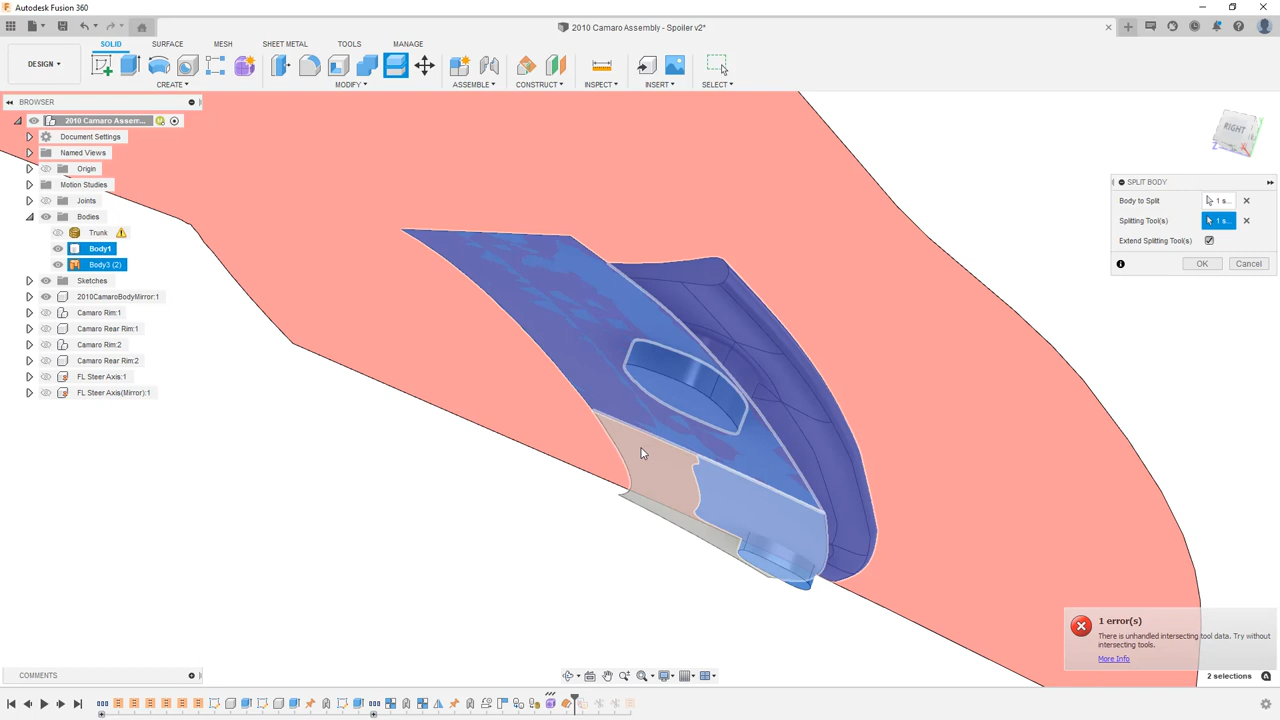 Autodesk Fusion 360
2010 Camaro Assembly - Spoiler v2*
SOLID SURFACE MESH SHEET METAL TOOLS MANAGE
DESIGN
CREATE MODIFY ASSEMBLE CONSTRUCT INSPECT INSERT SELECT
BROWSER
2010 Camaro Assem...
Document Settings
Named Views
Origin
Motion Studies
Joints
Bodies
Trunk
Body1
Body3 (2)
Sketches
2010CamaroBodyMirror:1
Camaro Rim:1
Camaro Rear Rim:1
Camaro Rim:2
Camaro Rear Rim:2
FL Steer Axis:1
FL Steer Axis(Mirror):1
RIGHT
Z X Y
SPLIT BODY
Body to Split 1 s...
Splitting Tool(s) 1 s...
Extend Splitting Tool(s)
OK Cancel
1 error(s)
There is unhandled intersecting tool data. Try without
intersecting tools.
More Info
COMMENTS
2 selections